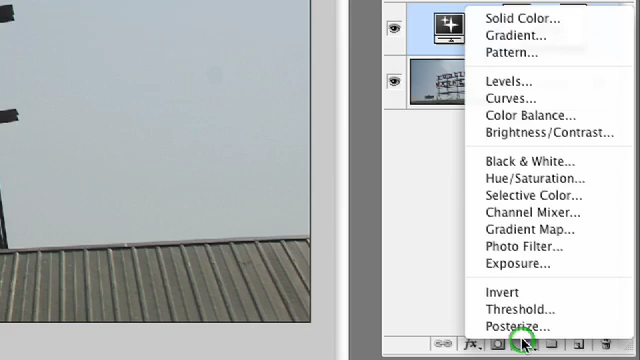 Solid Color...
Gradient...
Pattern...
Levels...
Curves...
Color Balance...
Brightness/Contrast...
Black & White...
Hue/Saturation...
Selective Color...
Channel Mixer...
Gradient Map...
Photo Filter...
Exposure...
Invert
Threshold...
Posterize...
fx